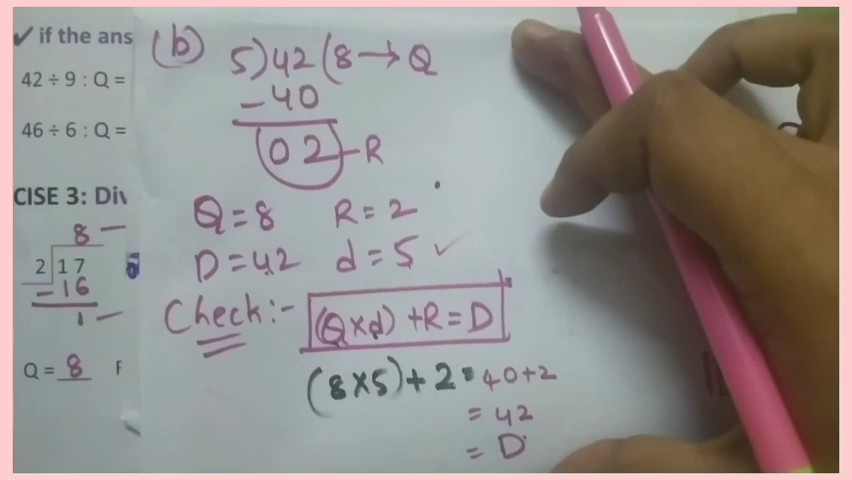 ✓ if the ans
42 ÷ 9 : Q =
46 ÷ 6 : Q =
CISE 3: Div
8
2 17
-16
1
Q = 8
(b)
5)42(8→Q
-40
02-R
Q=8 R=2
D=42 d=5 ✓
Check:- (Q×d)+R=D
(8×5)+2=40+2
=42
=D